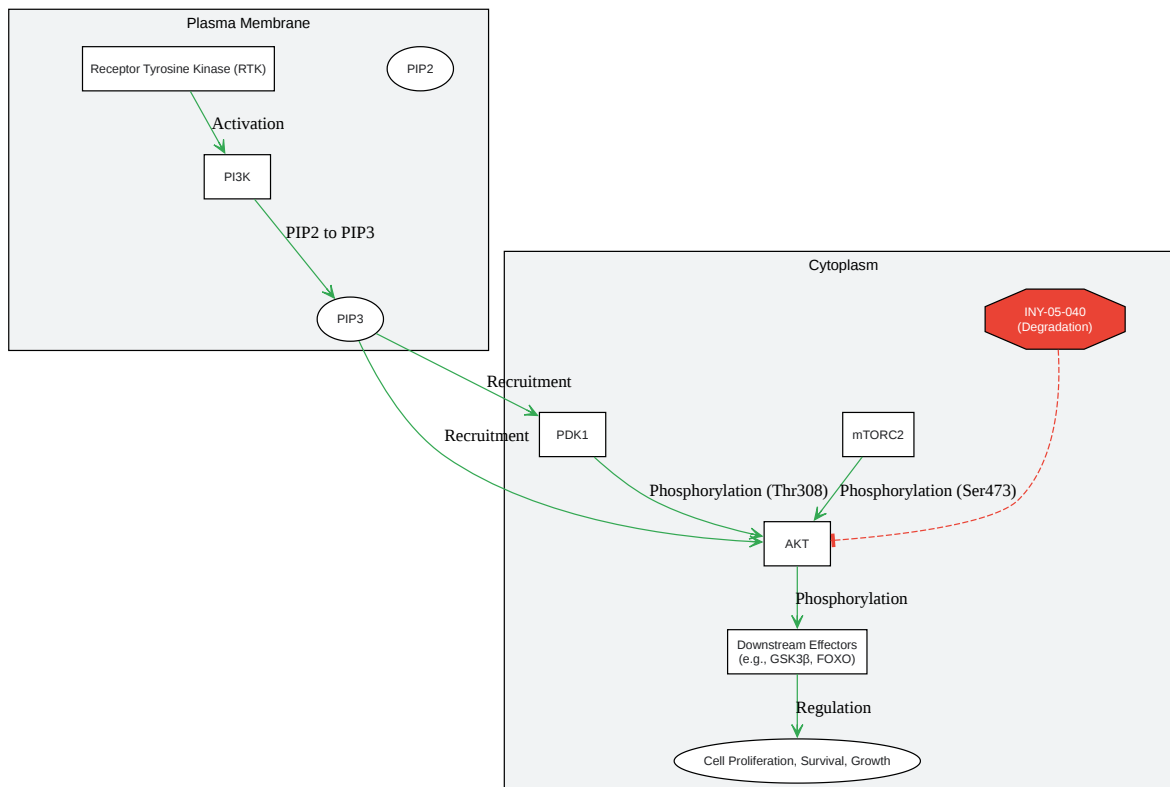 Plasma Membrane
Receptor Tyrosine Kinase (RTK)
PIP2
Activation
PI3K
PIP2 to PIP3
PIP3
Cytoplasm
INY-05-040
(Degradation)
Recruitment
Recruitment
PDK1
mTORC2
Phosphorylation (Thr308)
Phosphorylation (Ser473)
AKT
Phosphorylation
Downstream Effectors
(e.g., GSK3β, FOXO)
Regulation
Cell Proliferation, Survival, Growth